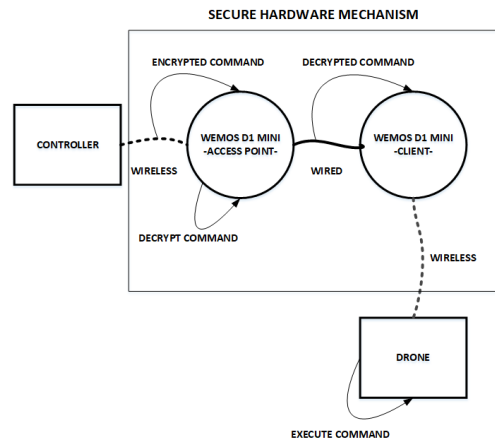 SECURE HARDWARE MECHANISM
ENCRYPTED COMMAND
DECRYPTED COMMAND
CONTROLLER
WEMOS D1 MINI
-ACCESS POINT-
WEMOS D1 MINI
-CLIENT-
WIRELESS
WIRED
DECRYPT COMMAND
WIRELESS
DRONE
EXECUTE COMMAND